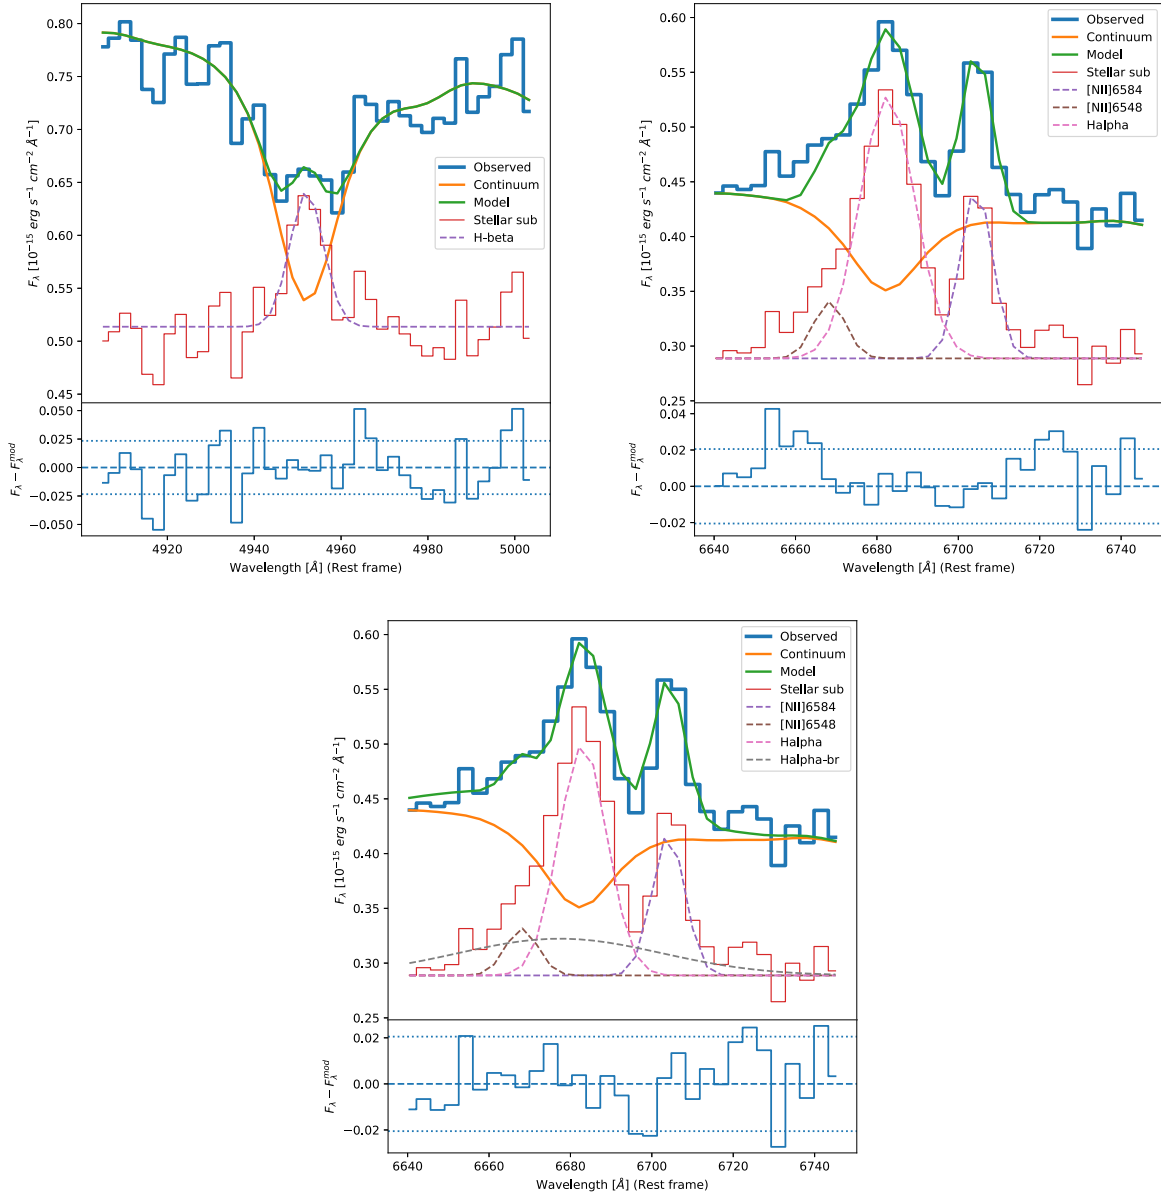 0.80
0.75
0.70
0.65
0.60
0.55
0.50
0.45
F_λ [10^{-15} erg s^{-1} cm^{-2} Å^{-1}]
Observed
Continuum
Model
Stellar sub
H-beta
0.050
0.025
0.000
−0.025
−0.050
F_λ − F_λ^{mod}
4920 4940 4960 4980 5000
Wavelength [Å] (Rest frame)
0.60
0.55
0.50
0.45
0.40
0.35
0.30
0.25
F_λ [10^{-15} erg s^{-1} cm^{-2} Å^{-1}]
Observed
Continuum
Model
Stellar sub
[NII]6584
[NII]6548
Halpha
0.04
0.02
0.00
−0.02
F_λ − F_λ^{mod}
6640 6660 6680 6700 6720 6740
Wavelength [Å] (Rest frame)
0.60
0.55
0.50
0.45
0.40
0.35
0.30
0.25
F_λ [10^{-15} erg s^{-1} cm^{-2} Å^{-1}]
Observed
Continuum
Model
Stellar sub
[NII]6584
[NII]6548
Halpha
Halpha-br
0.02
0.00
−0.02
F_λ − F_λ^{mod}
6640 6660 6680 6700 6720 6740
Wavelength [Å] (Rest frame)